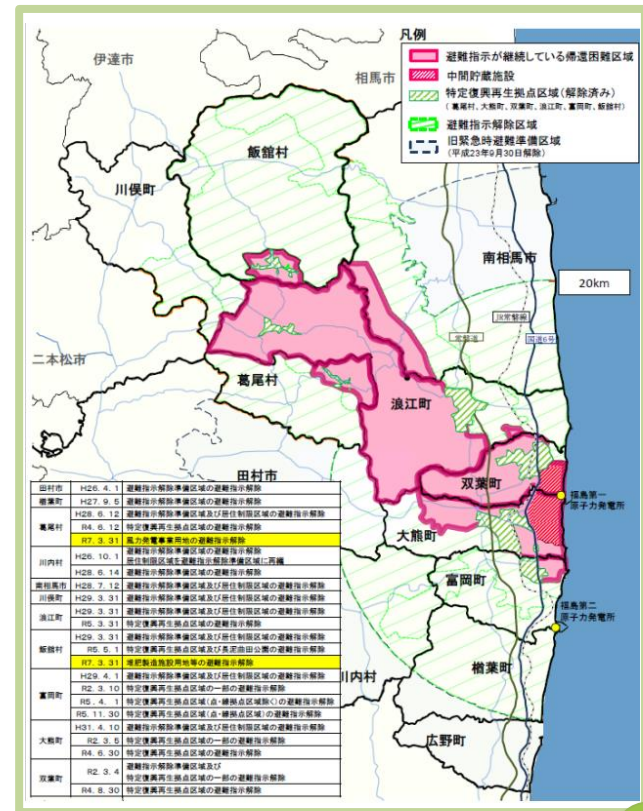 凡例
避難指示が継続している帰還困難区域
中間貯蔵施設
特定復興再生拠点区域(解除済み)
(葛尾村、大熊町、双葉町、浪江町、富岡町、飯舘村)
避難指示解除区域
旧緊急時避難準備区域
(平成23年9月30日解除)
伊達市
相馬市
飯舘村
川俣町
南相馬市
20km
JR常磐線
常磐道
国道6号
二本松市
葛尾村
浪江町
田村市
双葉町
福島第一
原子力発電所
大熊町
富岡町
福島第二
原子力発電所
川内村
楢葉町
広野町
田村市 H26. 4. 1 避難指示解除準備区域の避難指示解除
楢葉町 H27. 9. 5 避難指示解除準備区域の避難指示解除
葛尾村 H28. 6. 12 避難指示解除準備区域及び居住制限区域の避難指示解除
R4. 6. 12 特定復興再生拠点区域の避難指示解除
R7. 3. 31 風力発電事業用地の避難指示解除
川内村 H26. 10. 1 避難指示解除準備区域の避難指示解除
居住制限区域を避難指示解除準備区域に再編
H28. 6. 14 避難指示解除準備区域の避難指示解除
南相馬市 H28. 7. 12 避難指示解除準備区域及び居住制限区域の避難指示解除
川俣町 H29. 3. 31 避難指示解除準備区域及び居住制限区域の避難指示解除
浪江町 H29. 3. 31 避難指示解除準備区域及び居住制限区域の避難指示解除
R5. 3. 31 特定復興再生拠点区域の避難指示解除
飯舘村 H29. 3. 31 避難指示解除準備区域及び居住制限区域の避難指示解除
R5. 5. 1 特定復興再生拠点区域及び長泥曲田公園の避難指示解除
R7. 3. 31 堆肥製造施設用地等の避難指示解除
富岡町 H29. 4. 1 避難指示解除準備区域及び居住制限区域の避難指示解除
R2. 3. 10 特定復興再生拠点区域の一部の避難指示解除
R5. 4. 1 特定復興再生拠点区域(点・線拠点区域除く)の避難指示解除
R5. 11. 30 特定復興再生拠点区域(点・線拠点区域)の避難指示解除
大熊町 H31. 4. 10 避難指示解除準備区域及び居住制限区域の避難指示解除
R2. 3. 5 特定復興再生拠点区域の一部の避難指示解除
R4. 6. 30 特定復興再生拠点区域の避難指示解除
双葉町 R2. 3. 4 避難指示解除準備区域及び
特定復興再生拠点区域の一部の避難指示解除
R4. 8. 30 特定復興再生拠点区域の避難指示解除